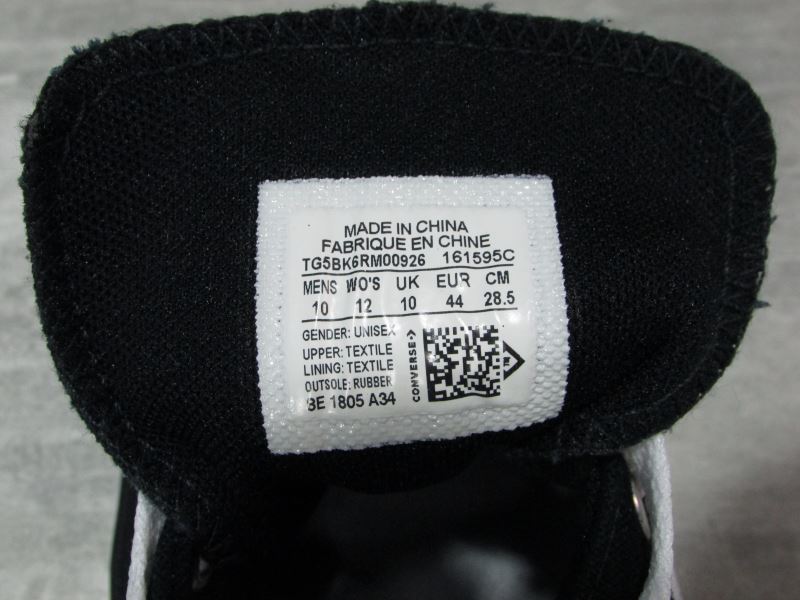 MADE IN CHINA
FABRIQUE EN CHINE
TG5BK6RM00926 161595C
MENS WO'S UK EUR CM
10 12 10 44 28.5
GENDER: UNISEX
UPPER: TEXTILE
LINING: TEXTILE
OUTSOLE: RUBBER
BE 1805 A34
CONVERSE